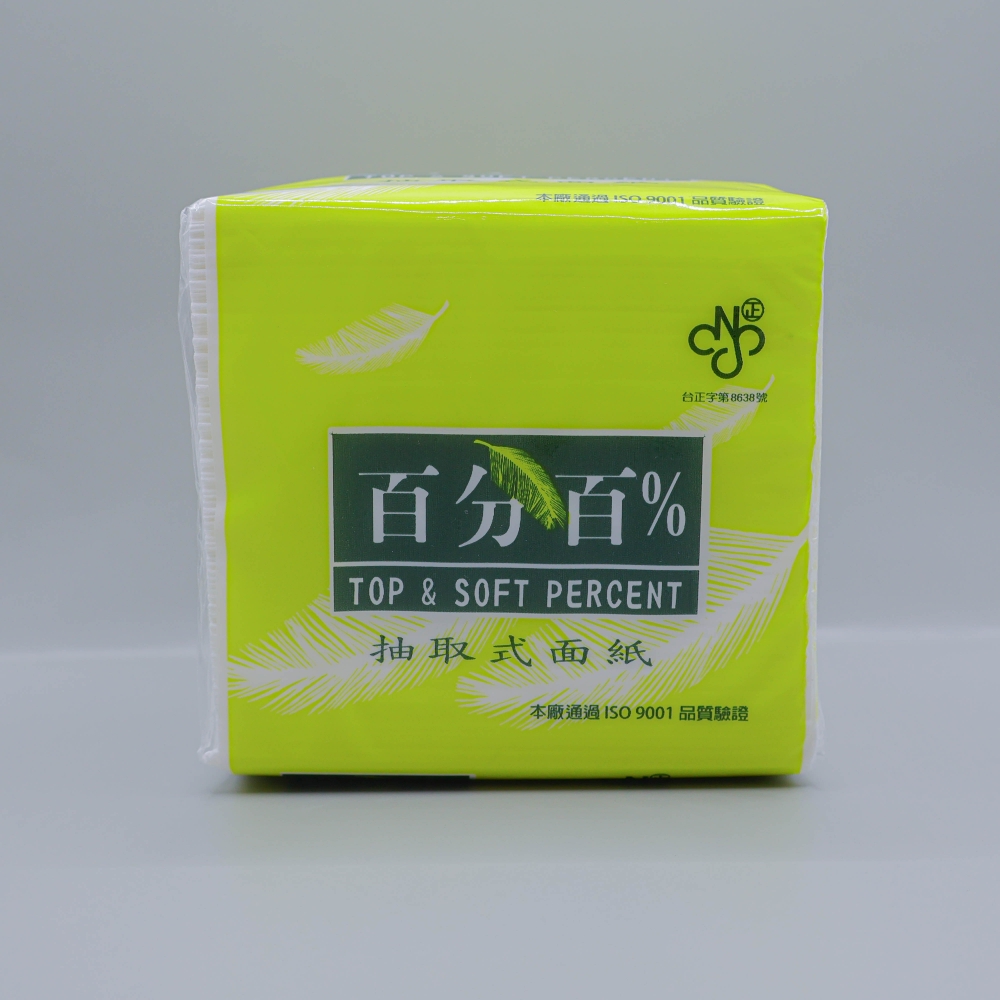 本廠通過 ISO 9001 品質驗證
CNS 正
台正字第8638號
百分百%
TOP & SOFT PERCENT
抽取式面紙
本廠通過 ISO 9001 品質驗證